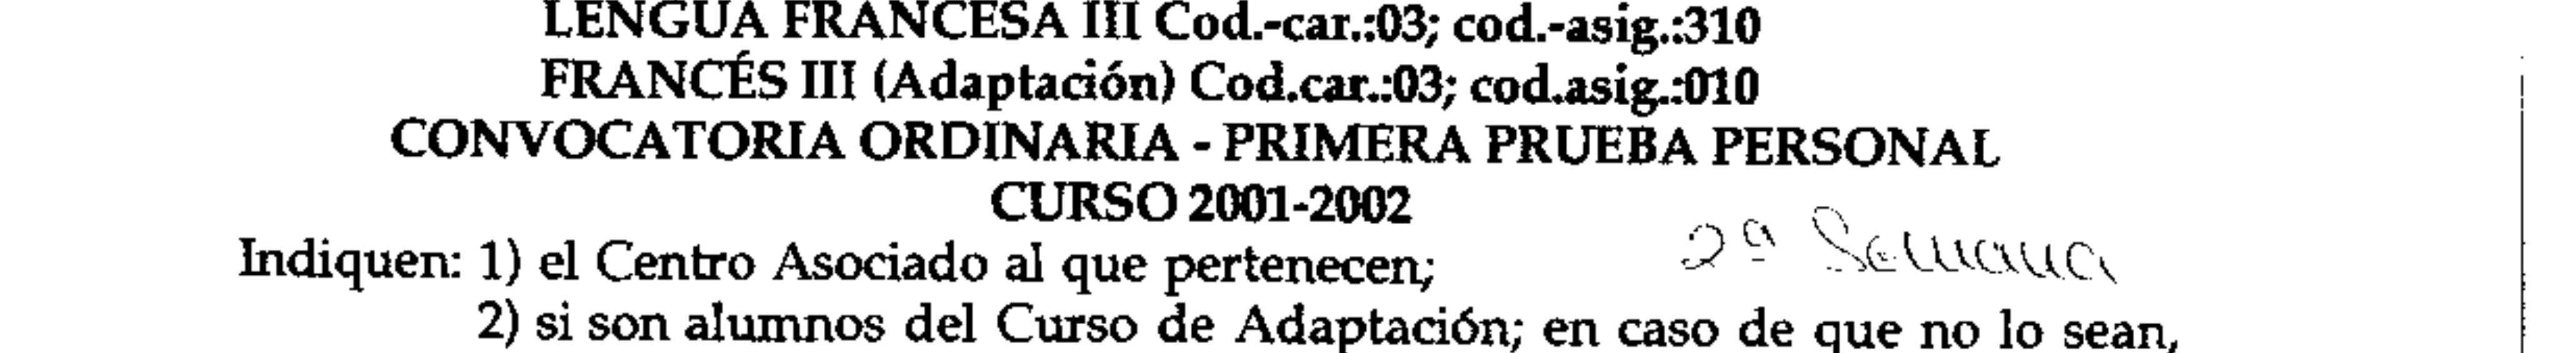 LENGUA FRANCESA III Cod.-car.:03; cod.-asig.:310
FRANCÉS III (Adaptación) Cod.car.:03; cod.asig.:010
CONVOCATORIA ORDINARIA - PRIMERA PRUEBA PERSONAL
CURSO 2001-2002
2ª Semana
Indiquen: 1) el Centro Asociado al que pertenecen;
2) si son alumnos del Curso de Adaptación; en caso de que no lo sean,